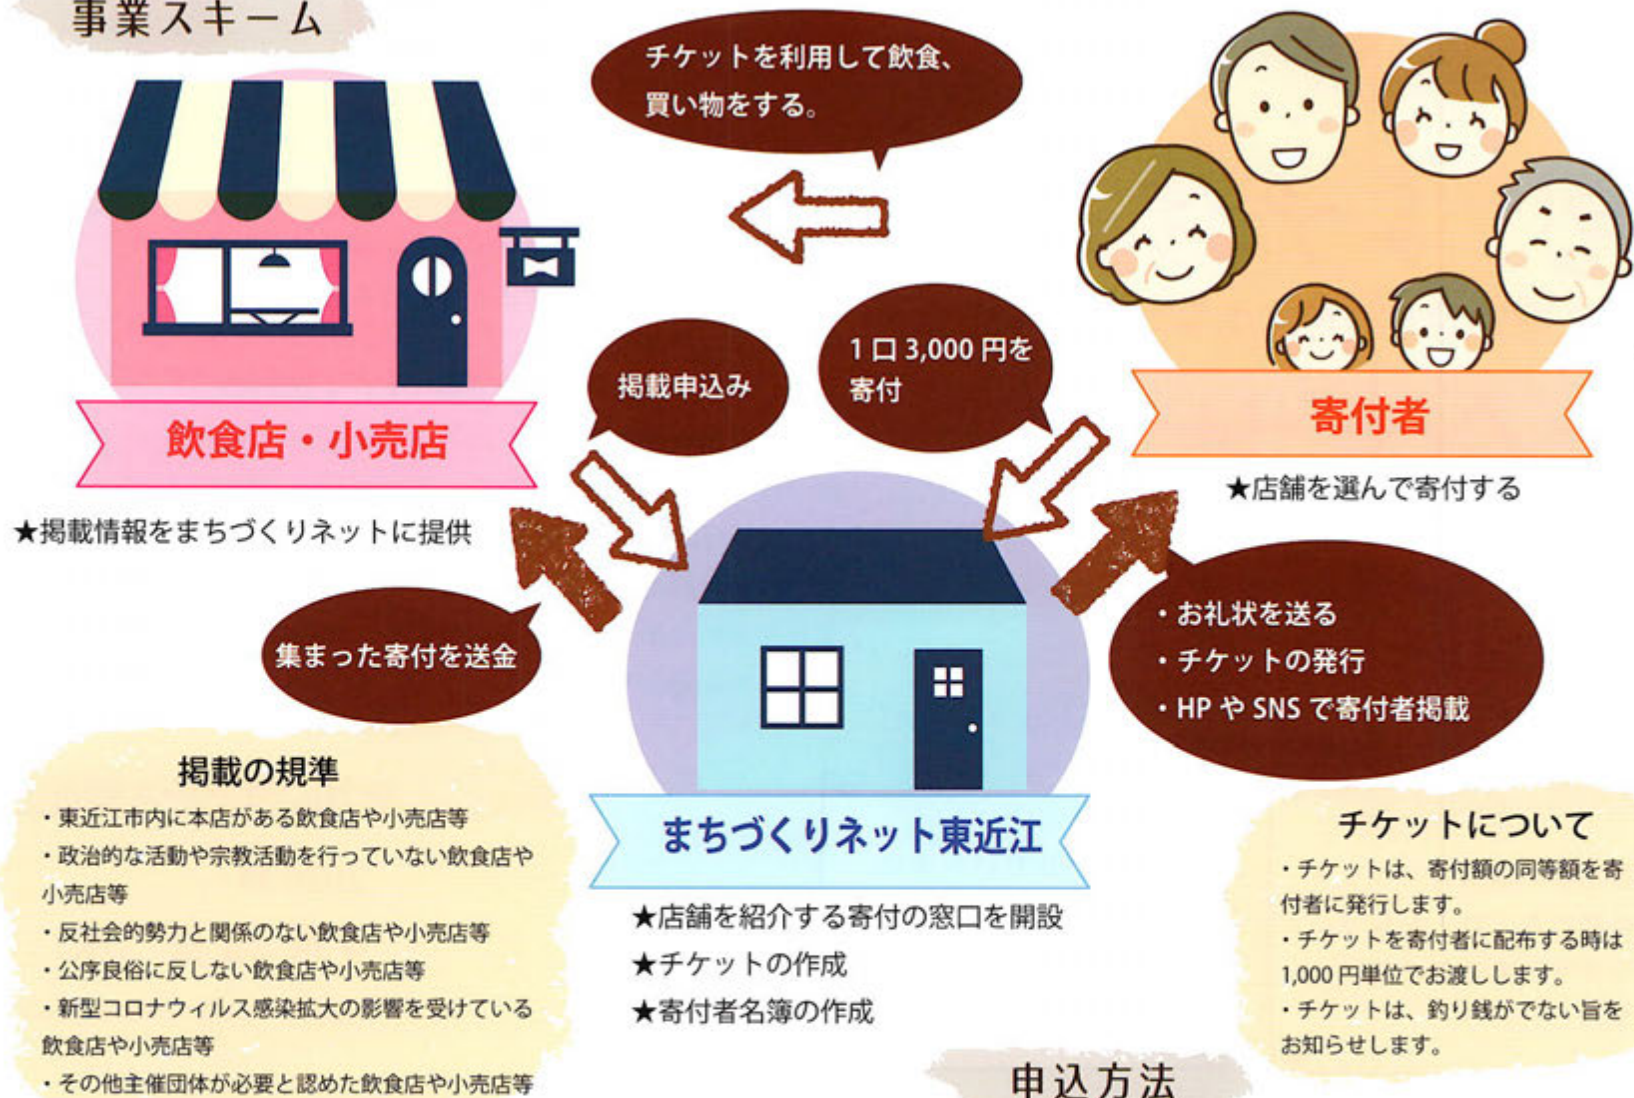 事業スキーム
チケットを利用して飲食、
買い物をする。
掲載申込み
1口3,000円を
寄付
飲食店・小売店
寄付者
★掲載情報をまちづくりネットに提供
★店舗を選んで寄付する
集まった寄付を送金
・お礼状を送る
・チケットの発行
・HPやSNSで寄付者掲載
まちづくりネット東近江
★店舗を紹介する寄付の窓口を開設
★チケットの作成
★寄付者名簿の作成
掲載の規準
・東近江市内に本店がある飲食店や小売店等
・政治的な活動や宗教活動を行っていない飲食店や
小売店等
・反社会的勢力と関係のない飲食店や小売店等
・公序良俗に反しない飲食店や小売店等
・新型コロナウィルス感染拡大の影響を受けている
飲食店や小売店等
・その他主催団体が必要と認めた飲食店や小売店等
チケットについて
・チケットは、寄付額の同等額を寄
付者に発行します。
・チケットを寄付者に配布する時は
1,000円単位でお渡しします。
・チケットは、釣り銭がでない旨を
お知らせします。
申込方法